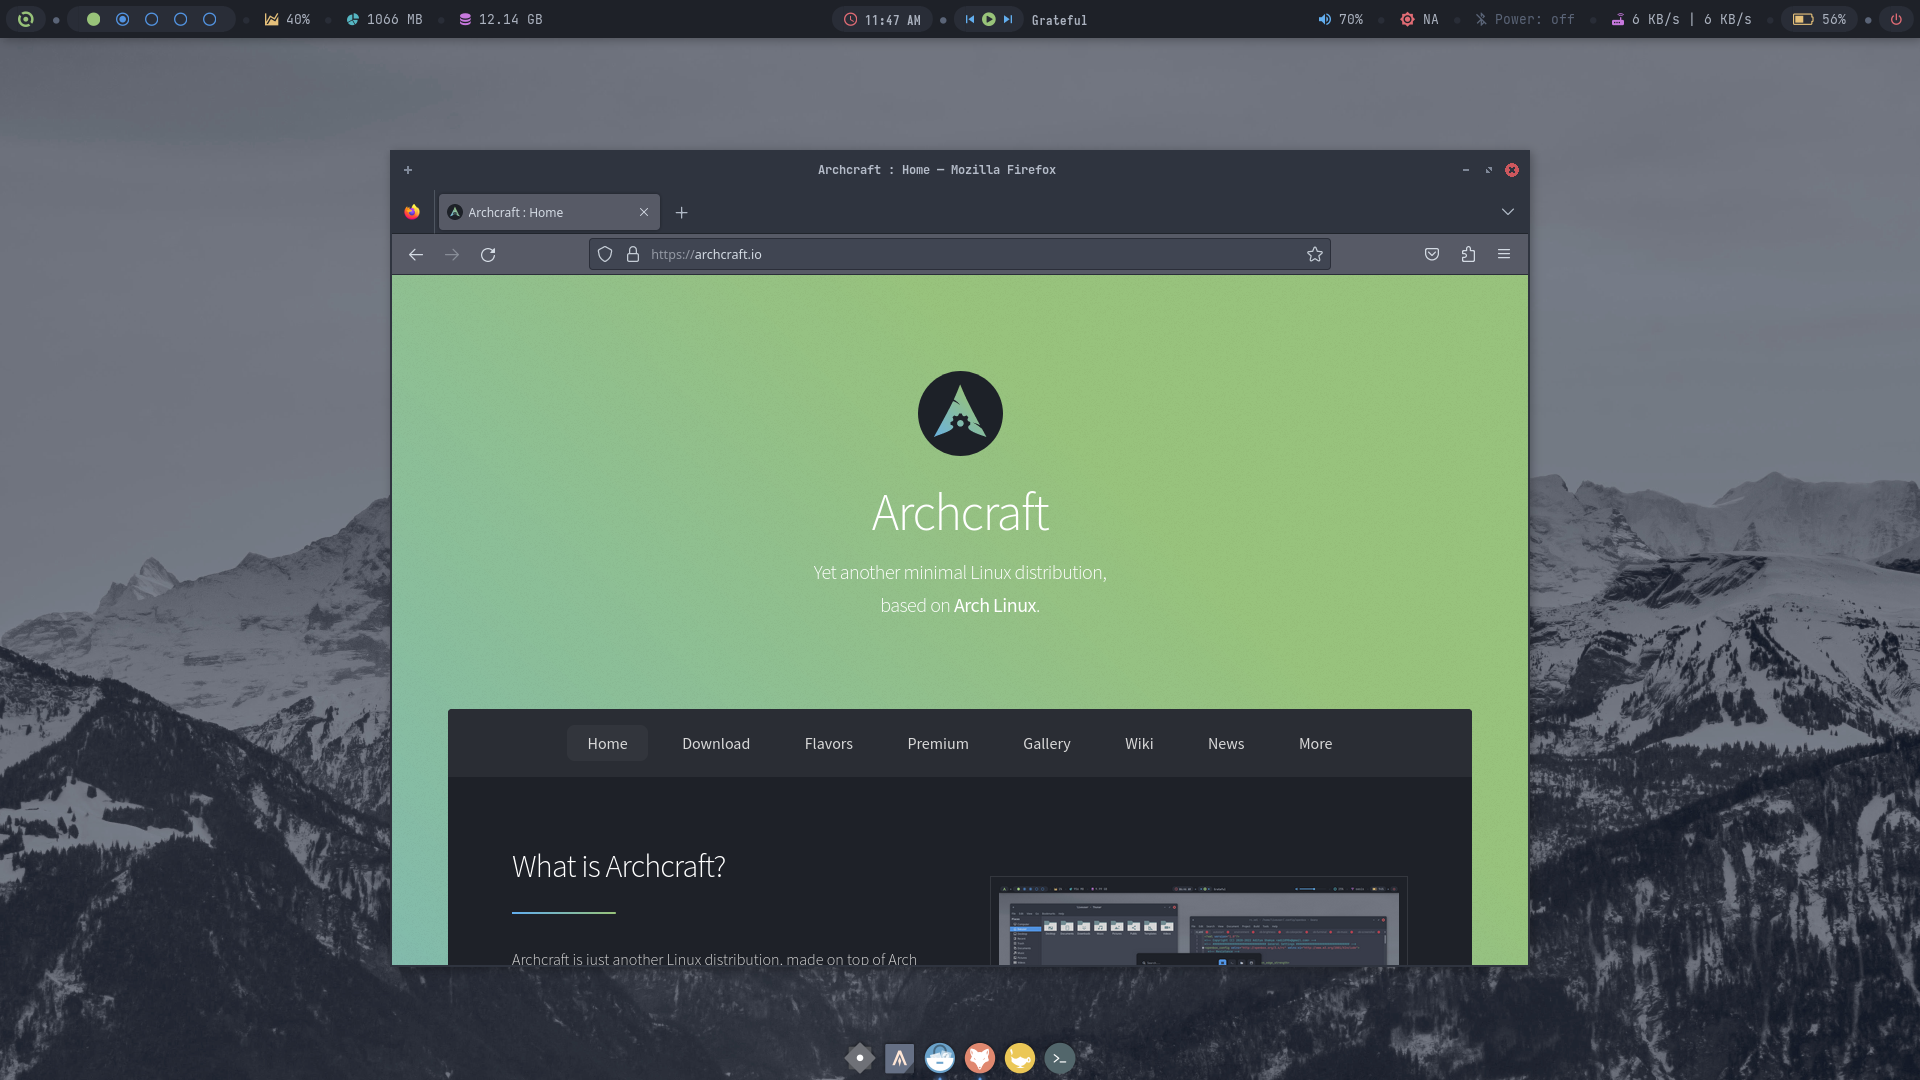 40% 1066 MB 12.14 GB 11:47 AM Grateful 70% NA Power: off 6 KB/s | 6 KB/s 56%
Archcraft : Home — Mozilla Firefox
Archcraft : Home
https://archcraft.io
Archcraft
Yet another minimal Linux distribution,
based on Arch Linux.
Home Download Flavors Premium Gallery Wiki News More
What is Archcraft?
Archcraft is just another Linux distribution, made on top of Arch